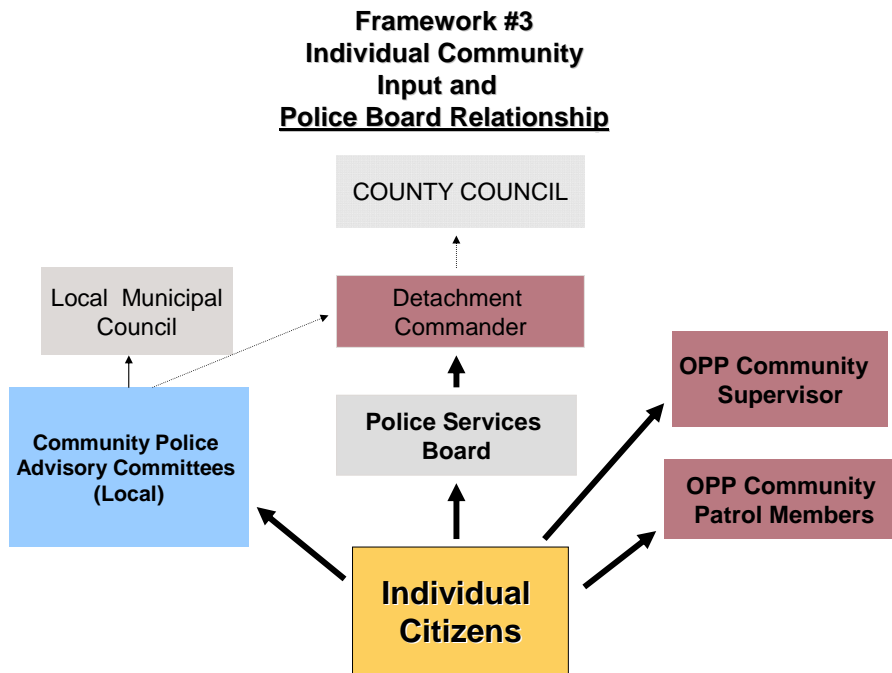 Framework #3
Individual Community
Input and
Police Board Relationship
COUNTY COUNCIL
Local Municipal
Council
Detachment
Commander
OPP Community
Supervisor
Community Police
Advisory Committees
(Local)
Police Services
Board
OPP Community
Patrol Members
Individual
Citizens